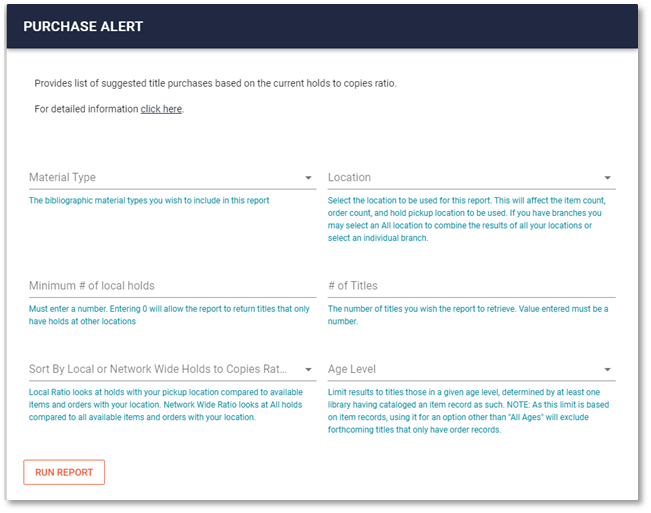 PURCHASE ALERT
Provides list of suggested title purchases based on the current holds to copies ratio.
For detailed information click here.
Material Type
The bibliographic material types you wish to include in this report
Location
Select the location to be used for this report. This will affect the item count,
order count, and hold pickup location to be used. If you have branches you
may select an All location to combine the results of all your locations or
select an individual branch.
Minimum # of local holds
Must enter a number. Entering 0 will allow the report to return titles that only
have holds at other locations
# of Titles
The number of titles you wish the report to retrieve. Value entered must be a
number.
Sort By Local or Network Wide Holds to Copies Rat...
Local Ratio looks at holds with your pickup location compared to available
items and orders with your location. Network Wide Ratio looks at All holds
compared to all available items and orders with your location.
Age Level
Limit results to titles those in a given age level, determined by at least one
library having cataloged an item record as such. NOTE: As this limit is based
on item records, using it for an option other than "All Ages" will exclude
forthcoming titles that only have order records.
RUN REPORT